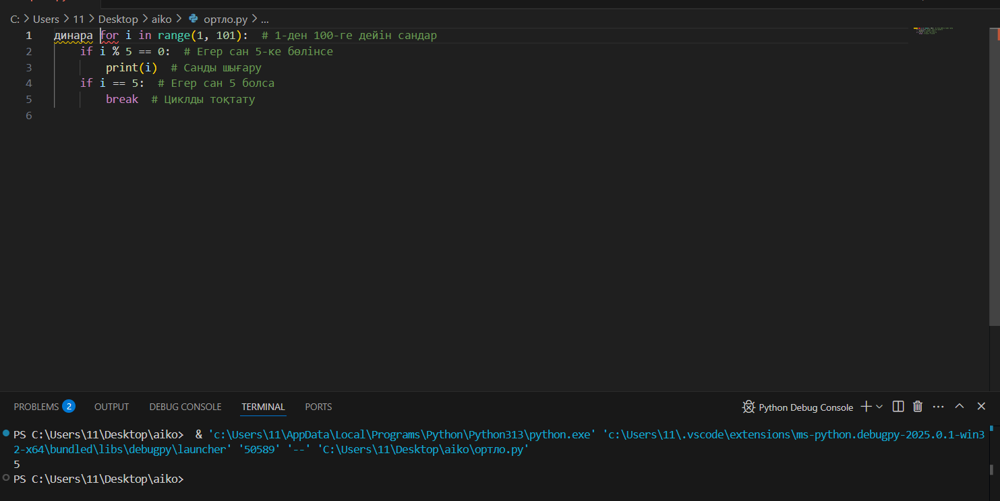 C: > Users > 11 > Desktop > aiko > ортло.py > ...
1 динара for i in range(1, 101):  # 1-ден 100-ге дейін сандар
2     if i % 5 == 0:  # Егер сан 5-ке бөлінсе
3         print(i)  # Санды шығару
4     if i == 5:  # Егер сан 5 болса
5         break  # Циклды тоқтату
6
PROBLEMS 2 OUTPUT DEBUG CONSOLE TERMINAL PORTS Python Debug Console
PS C:\Users\11\Desktop\aiko>  & 'c:\Users\11\AppData\Local\Programs\Python\Python313\python.exe' 'c:\Users\11\.vscode\extensions\ms-python.debugpy-2025.0.1-win3
2-x64\bundled\libs\debugpy\launcher' '50589' '--' 'C:\Users\11\Desktop\aiko\ортло.py'
5
PS C:\Users\11\Desktop\aiko>